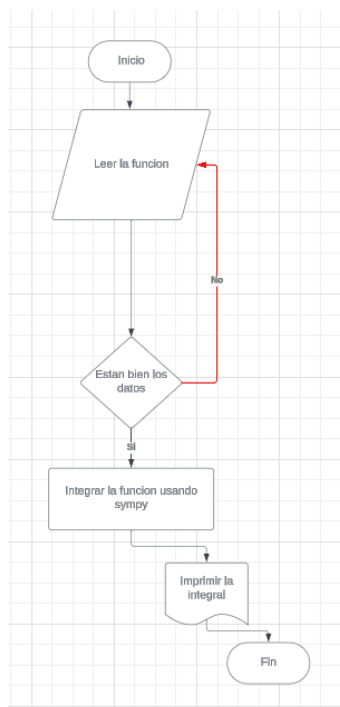 Inicio
Leer la funcion
No
Estan bien los
datos
si
Integrar la funcion usando
sympy
Imprimir la
integral
Fin